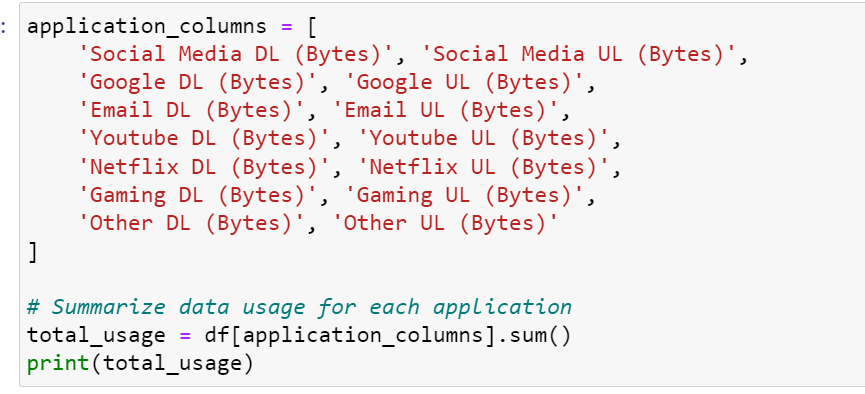 : application_columns = [
    'Social Media DL (Bytes)', 'Social Media UL (Bytes)',
    'Google DL (Bytes)', 'Google UL (Bytes)',
    'Email DL (Bytes)', 'Email UL (Bytes)',
    'Youtube DL (Bytes)', 'Youtube UL (Bytes)',
    'Netflix DL (Bytes)', 'Netflix UL (Bytes)',
    'Gaming DL (Bytes)', 'Gaming UL (Bytes)',
    'Other DL (Bytes)', 'Other UL (Bytes)'
]
# Summarize data usage for each application
total_usage = df[application_columns].sum()
print(total_usage)